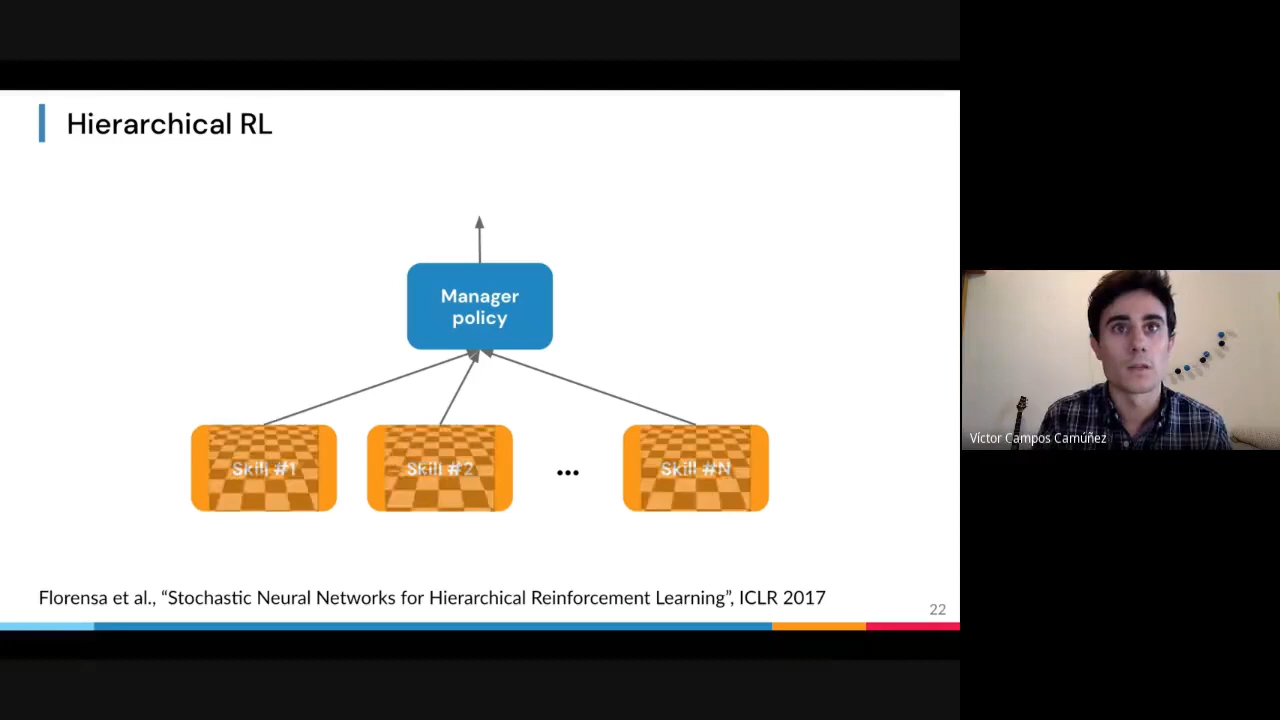 Hierarchical RL
Manager
policy
Skill #1
Skill #2
...
Skill #N
Florensa et al., “Stochastic Neural Networks for Hierarchical Reinforcement Learning”, ICLR 2017
22
Víctor Campos Camúñez